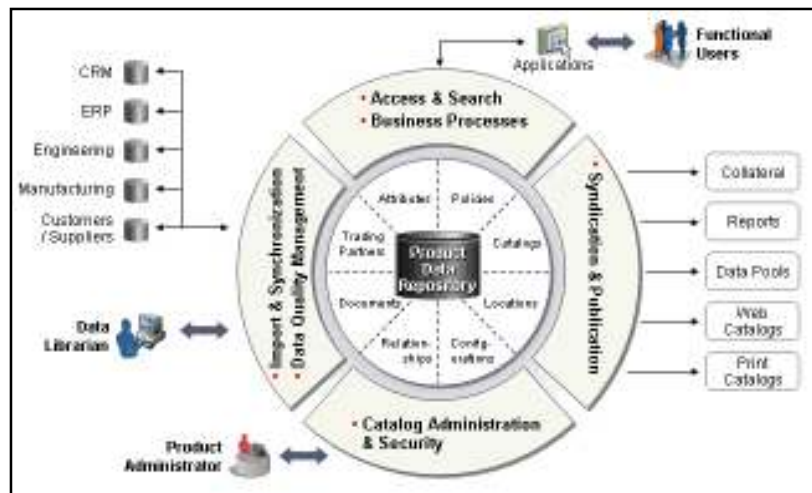 Functional
Users
Applications
CRM
ERP
Engineering
Manufacturing
Customers
/ Suppliers
• Access & Search
• Business Processes
• Import & Synchronization
• Data Quality Management
• Syndication & Publication
Attributes
Policies
Trading
Partners
Catalogs
Product
Data
Repository
Documents
Locations
Relation-
ships
Config-
urations
Collateral
Reports
Data Pools
Web
Catalogs
Print
Catalogs
Data
Librarian
• Catalog Administration
& Security
Product
Administrator